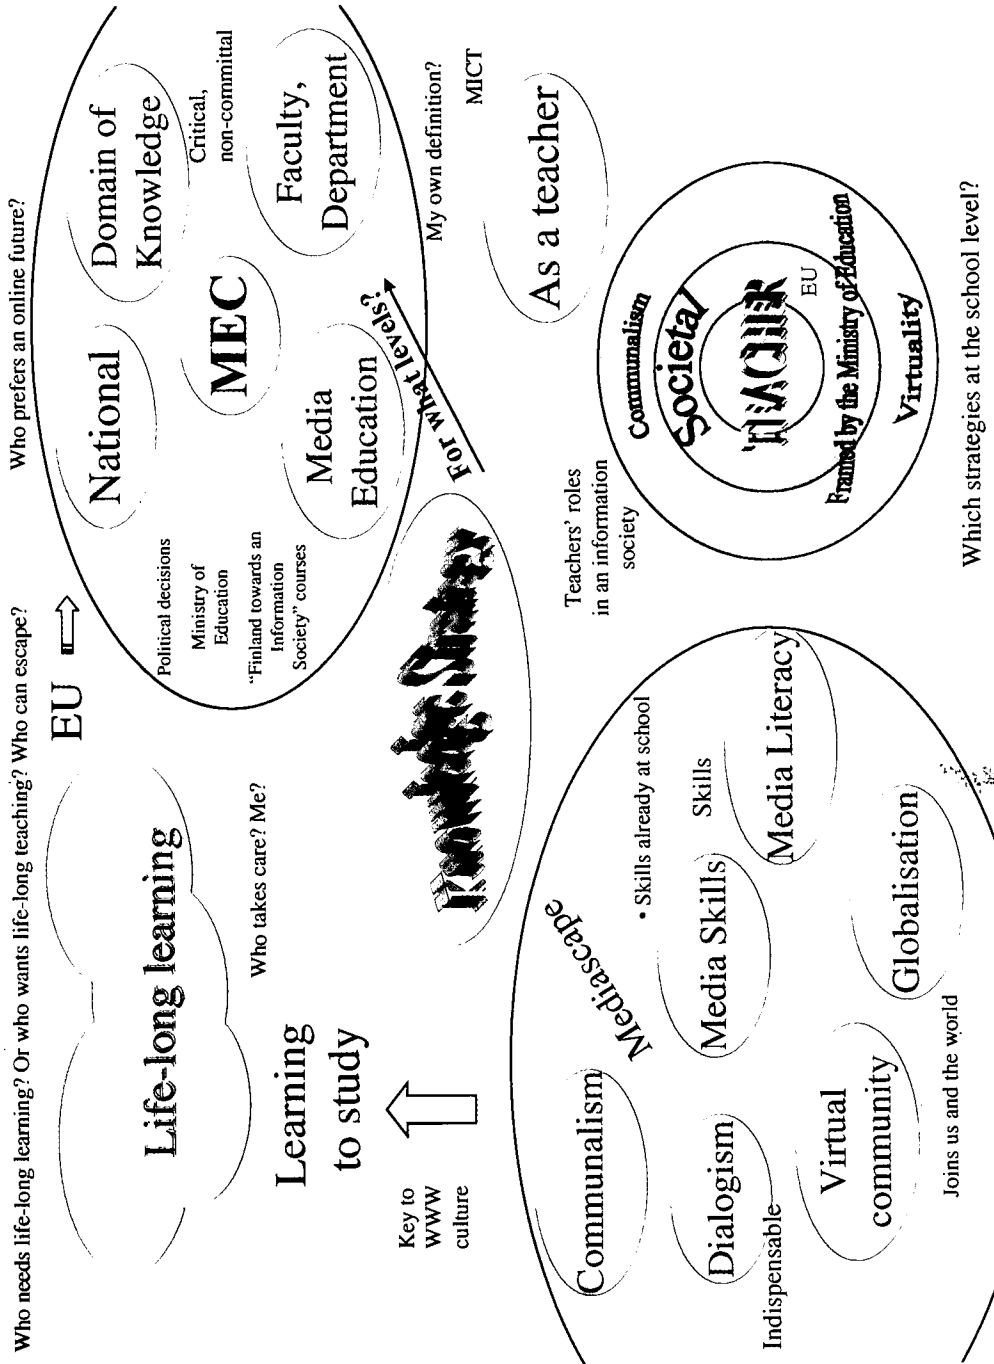 Who needs life-long learning? Or who wants life-long teaching? Who can escape?
Who prefers an online future?
EU
Life-long learning
Who takes care? Me?
Learning
to study
Key to
WWW
culture
National
Domain of
Knowledge
MEC
Critical,
non-committal
Media
Education
Faculty,
Department
Political decisions
Ministry of
Education
"Finland towards an
Information
Society" courses
For what levels?
My own definition?
MICT
As a teacher
Mediascape
• Skills already at school
Communalism
Media Skills
Skills
Dialogism
Indispensable
Media Literacy
Virtual
community
Globalisation
Joins us and the world
Teachers' roles
in an information
society
Communalism
Societal
EU
Framed by the Ministry of Education
Virtuality
Which strategies at the school level?